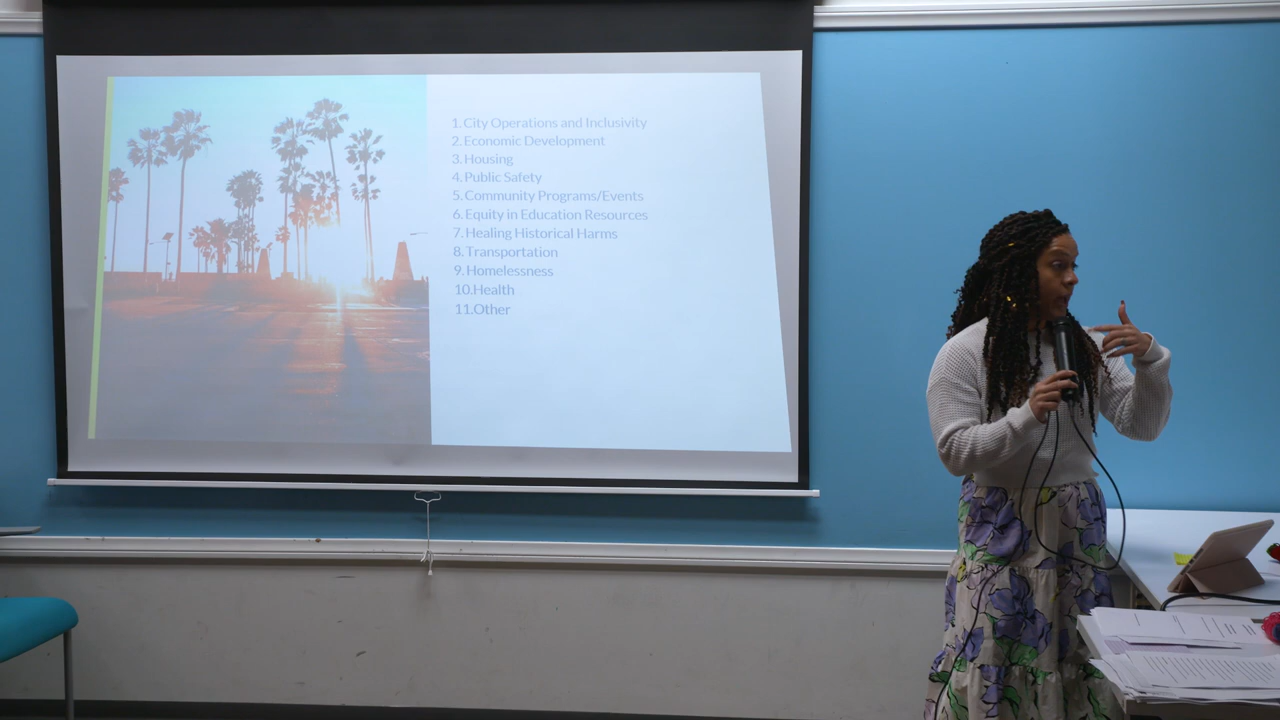 1. City Operations and Inclusivity
2. Economic Development
3. Housing
4. Public Safety
5. Community Programs/Events
6. Equity in Education Resources
7. Healing Historical Harms
8. Transportation
9. Homelessness
10. Health
11. Other